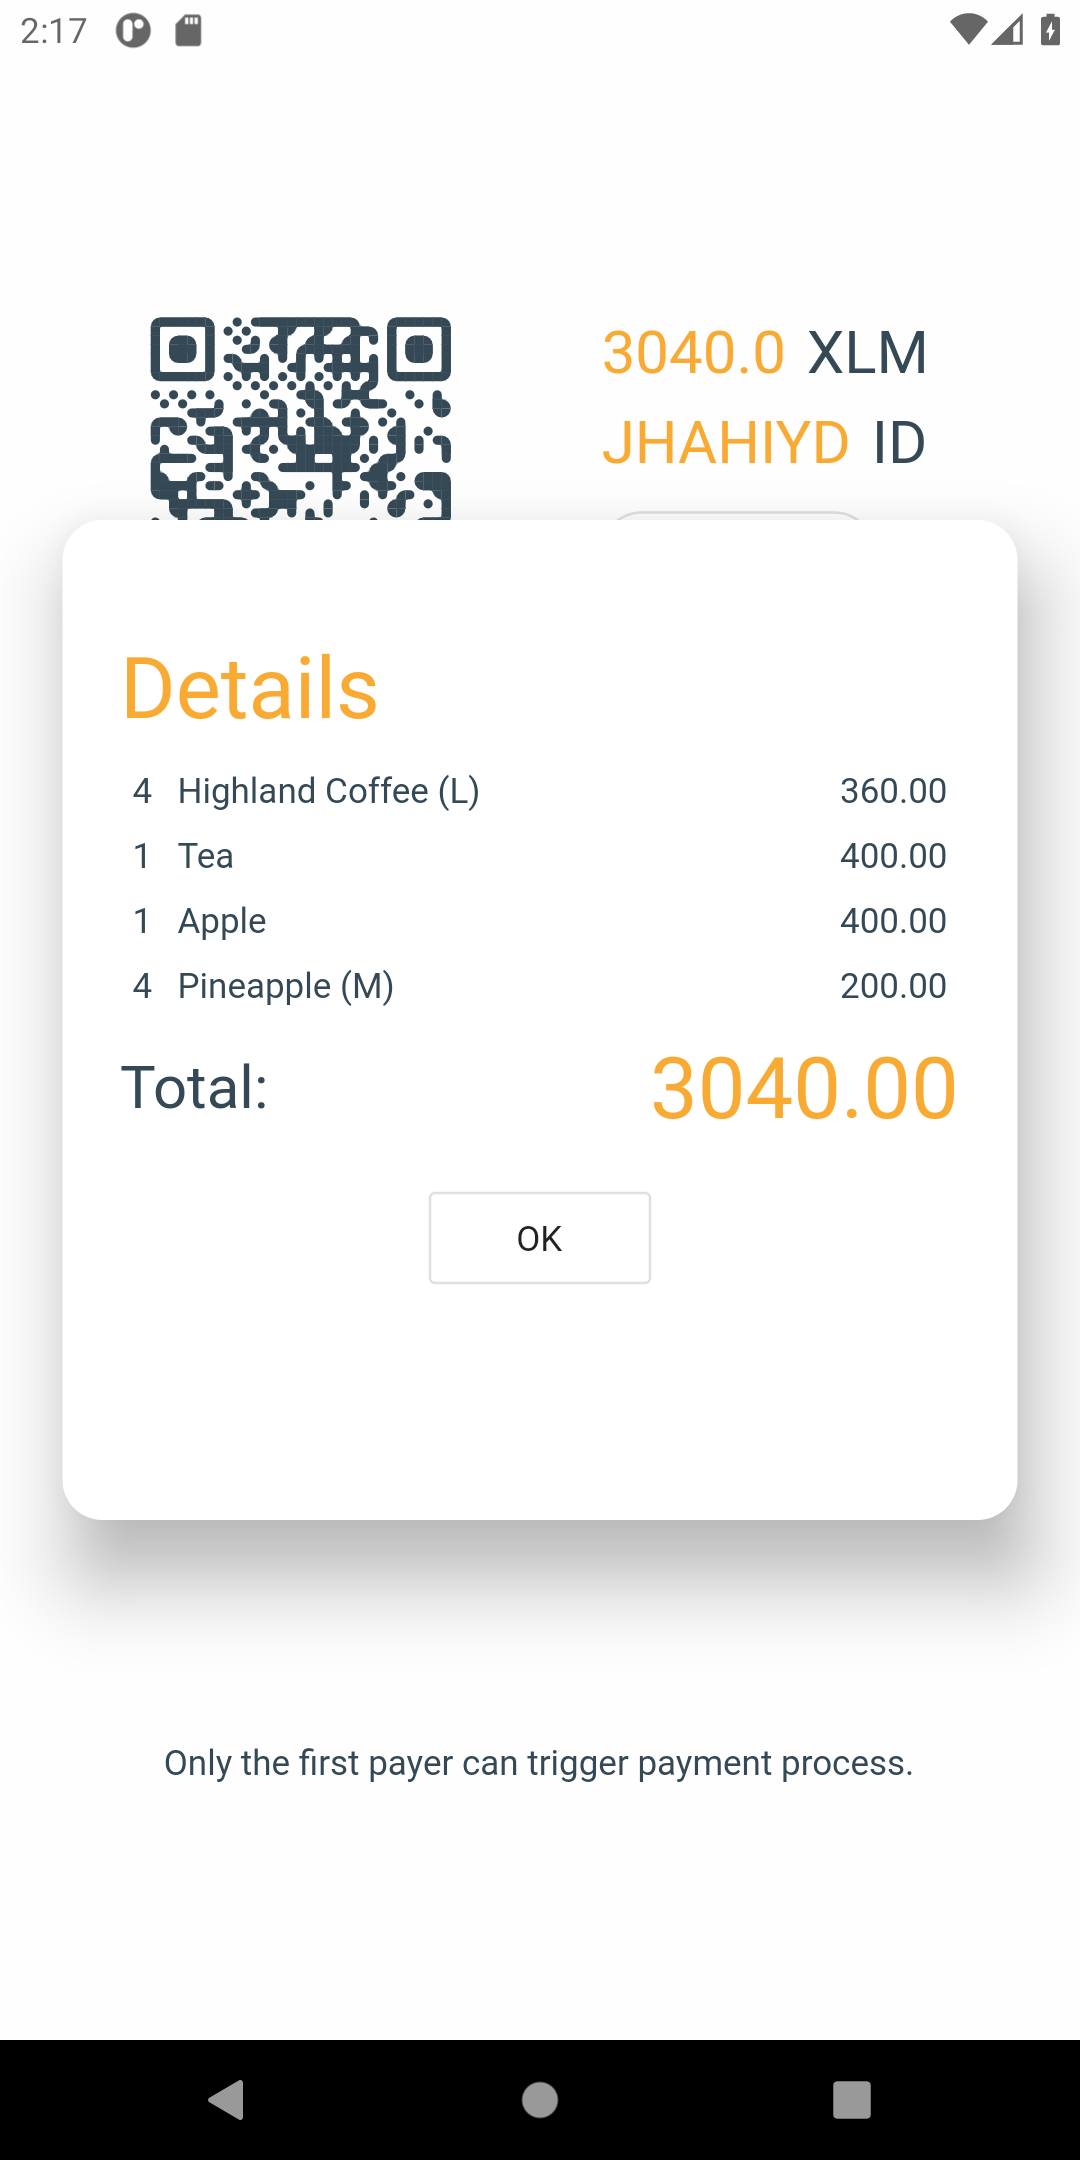 2:17
3040.0 XLM
JHAHIYD ID
Details
4 Highland Coffee (L) 360.00
1 Tea 400.00
1 Apple 400.00
4 Pineapple (M) 200.00
Total: 3040.00
OK
Only the first payer can trigger payment process.